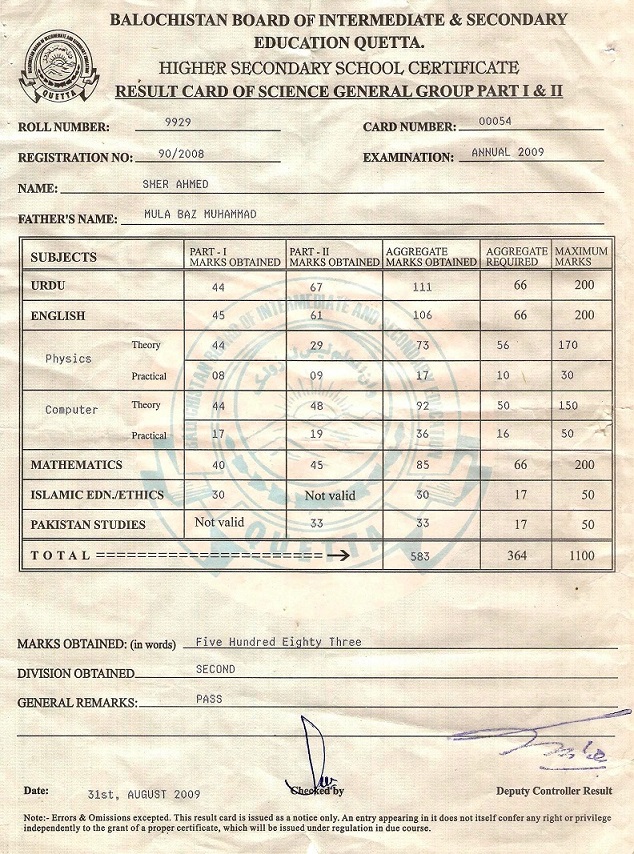 BALOCHISTAN BOARD OF INTERMEDIATE & SECONDARY
EDUCATION QUETTA.
HIGHER SECONDARY SCHOOL CERTIFICATE
RESULT CARD OF SCIENCE GENERAL GROUP PART I & II
QUETTA
ROLL NUMBER: 9929 CARD NUMBER: 00054
REGISTRATION NO: 90/2008 EXAMINATION: ANNUAL 2009
NAME: SHER AHMED
FATHER'S NAME: MULA BAZ MUHAMMAD
SUBJECTS PART - I MARKS OBTAINED PART - II MARKS OBTAINED AGGREGATE MARKS OBTAINED AGGREGATE REQUIRED MAXIMUM MARKS
URDU 44 67 111 66 200
ENGLISH 45 61 106 66 200
Physics Theory 44 29 73 56 170
Practical 08 09 17 10 30
Computer Theory 44 48 92 50 150
Practical 17 19 36 16 50
MATHEMATICS 40 45 85 66 200
ISLAMIC EDN./ETHICS 30 Not valid 30 17 50
PAKISTAN STUDIES Not valid 33 33 17 50
TOTAL 583 364 1100
BALOCHISTAN BOARD OF INTERMEDIATE AND SECONDARY EDUCATION
QUETTA
MARKS OBTAINED: (in words) Five Hundred Eighty Three
DIVISION OBTAINED SECOND
GENERAL REMARKS: PASS
Date: 31st, AUGUST 2009 Checked by Deputy Controller Result
Note:- Errors & Omissions excepted. This result card is issued as a notice only. An entry appearing in it does not itself confer any right or privilege
independently to the grant of a proper certificate, which will be issued under regulation in due course.